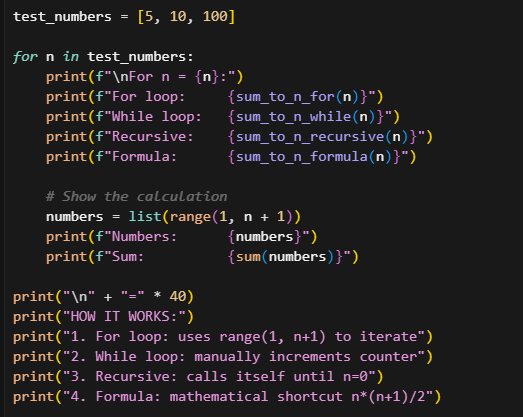 test_numbers = [5, 10, 100]

for n in test_numbers:
    print(f"\nFor n = {n}:")
    print(f"For loop:     {sum_to_n_for(n)}")
    print(f"While loop:   {sum_to_n_while(n)}")
    print(f"Recursive:    {sum_to_n_recursive(n)}")
    print(f"Formula:      {sum_to_n_formula(n)}")

    # Show the calculation
    numbers = list(range(1, n + 1))
    print(f"Numbers:      {numbers}")
    print(f"Sum:          {sum(numbers)}")

print("\n" + "=" * 40)
print("HOW IT WORKS:")
print("1. For loop: uses range(1, n+1) to iterate")
print("2. While loop: manually increments counter")
print("3. Recursive: calls itself until n=0")
print("4. Formula: mathematical shortcut n*(n+1)/2")